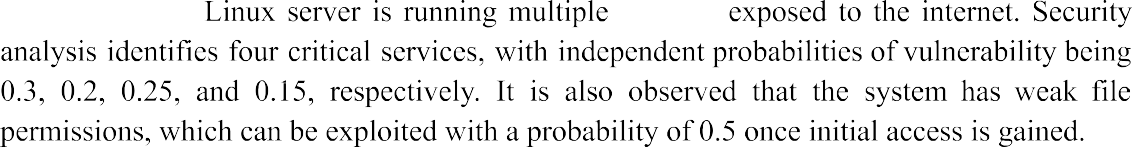 Linux server is running multiple exposed to the internet. Security
analysis identifies four critical services, with independent probabilities of vulnerability being
0.3, 0.2, 0.25, and 0.15, respectively. It is also observed that the system has weak file
permissions, which can be exploited with a probability of 0.5 once initial access is gained.